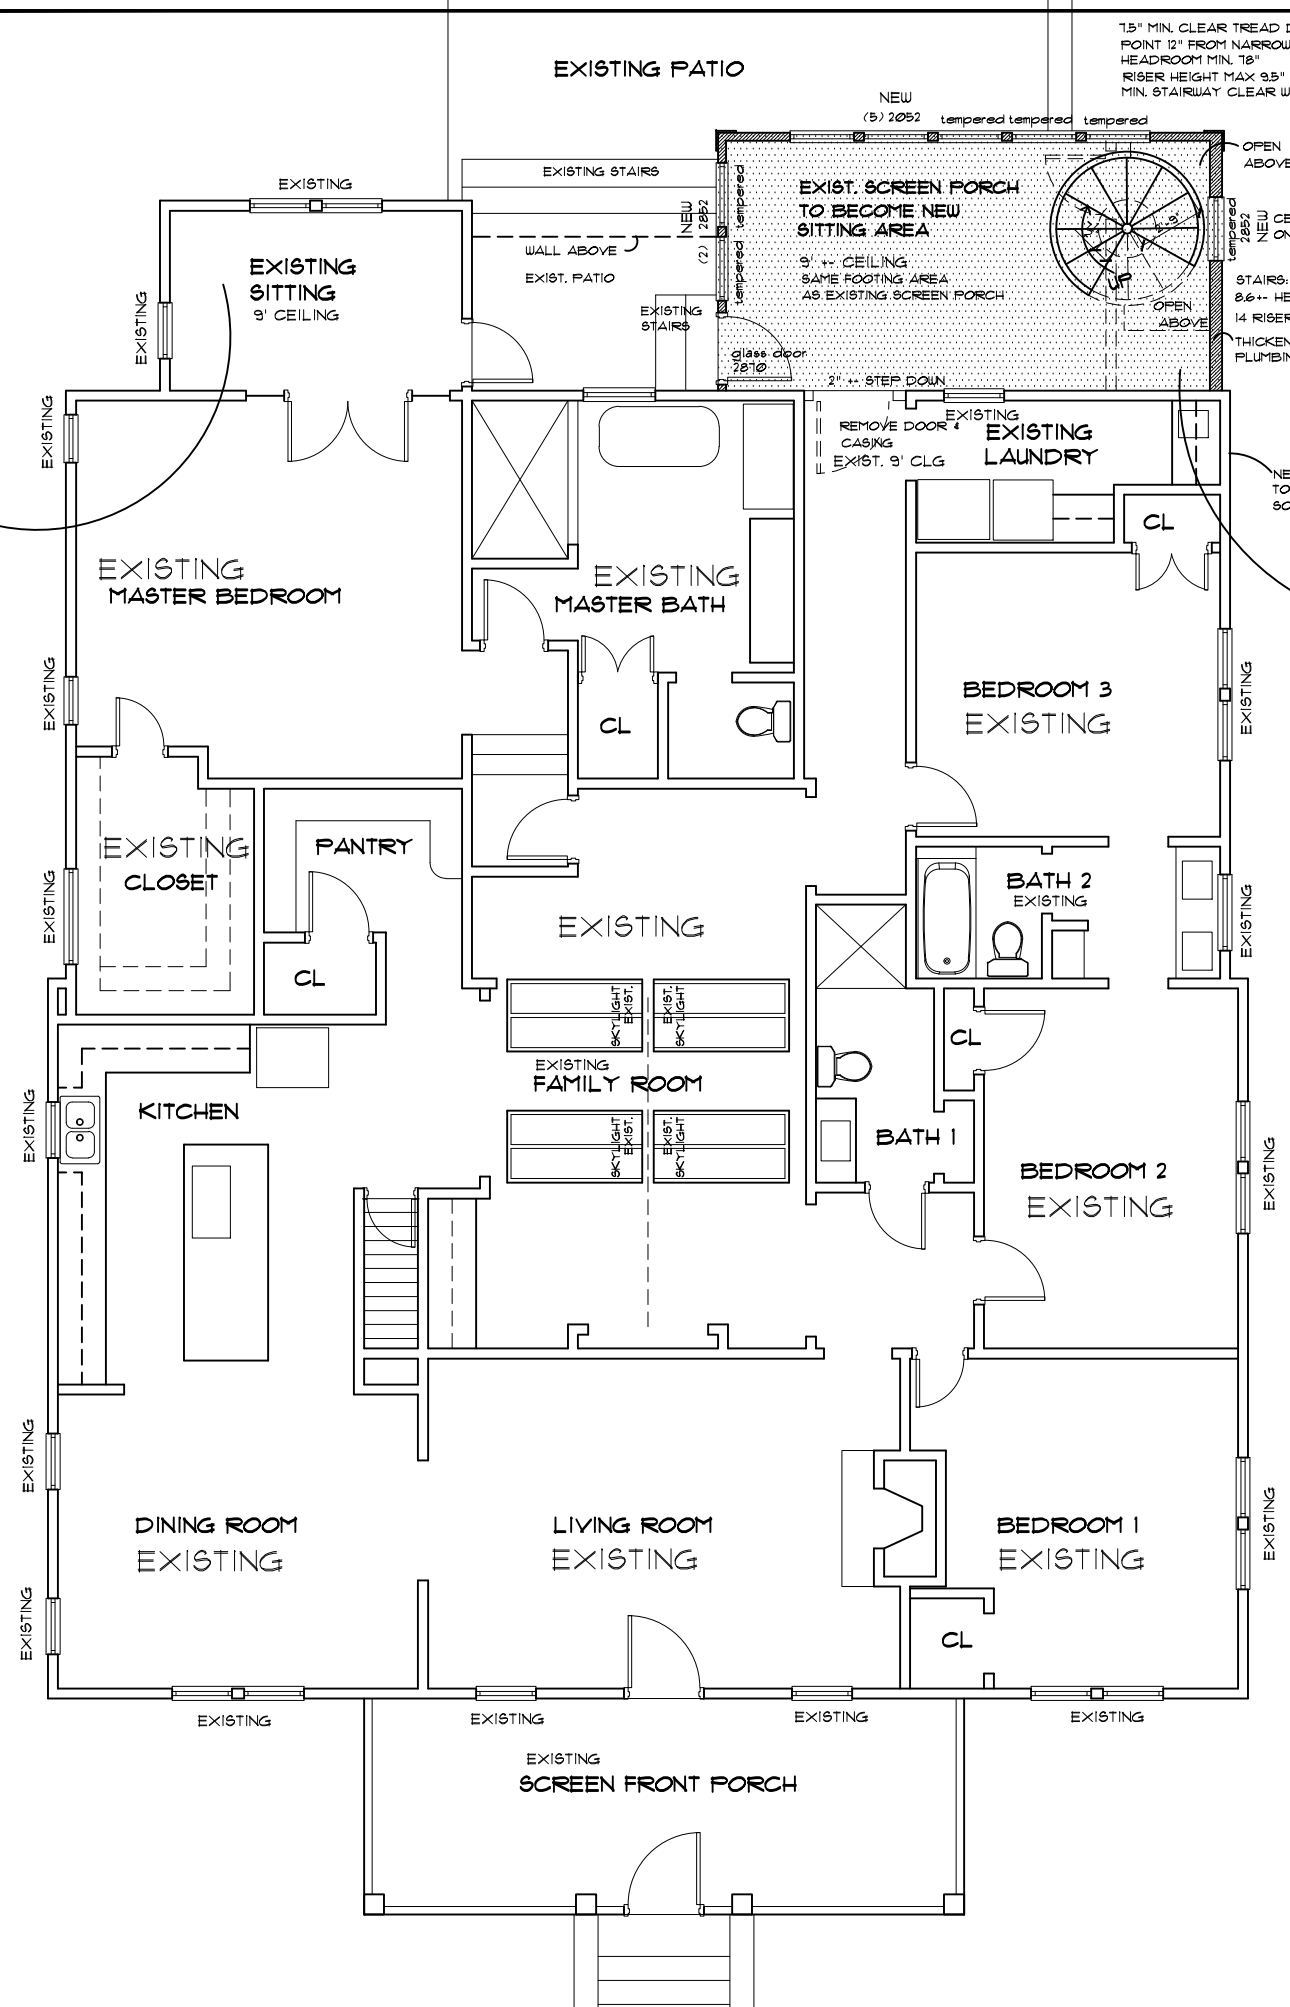 7.5" MIN. CLEAR TREAD
POINT 12" FROM NARROW
HEADROOM MIN. 78"
RISER HEIGHT MAX 9.5"
MIN. STAIRWAY CLEAR
EXISTING PATIO
NEW
(5) 2052
tempered tempered tempered
OPEN
ABOVE
EXISTING STAIRS
EXISTING
EXIST. SCREEN PORCH
TO BECOME NEW
SITTING AREA
9' +- CEILING
SAME FOOTING AREA
AS EXISTING SCREEN PORCH
tempered
tempered
NEW
(2) 2852
tempered
2852
NEW
WALL ABOVE
EXIST. PATIO
EXISTING
SITTING
9' CEILING
EXISTING
EXISTING
STAIRS
OPEN
ABOVE
UP
STAIRS:
8.6+-
14 RISER
THICKEN
glass door
2870
2" +- STEP DOWN
EXISTING
REMOVE DOOR &
CASING
EXIST. 9' CLG
EXISTING
LAUNDRY
EXISTING
TO
CL
EXISTING
MASTER BEDROOM
EXISTING
MASTER BATH
EXISTING
BEDROOM 3
EXISTING
EXISTING
CL
EXISTING
CLOSET
PANTRY
EXISTING
BATH 2
EXISTING
EXISTING
EXISTING
CL
SKYLIGHT
EXIST.
EXIST.
SKYLIGHT
CL
EXISTING
FAMILY ROOM
KITCHEN
EXISTING
SKYLIGHT
EXIST.
EXIST.
SKYLIGHT
BATH 1
BEDROOM 2
EXISTING
EXISTING
EXISTING
DINING ROOM
EXISTING
LIVING ROOM
EXISTING
BEDROOM 1
EXISTING
EXISTING
EXISTING
CL
EXISTING
EXISTING
EXISTING
EXISTING
EXISTING
SCREEN FRONT PORCH